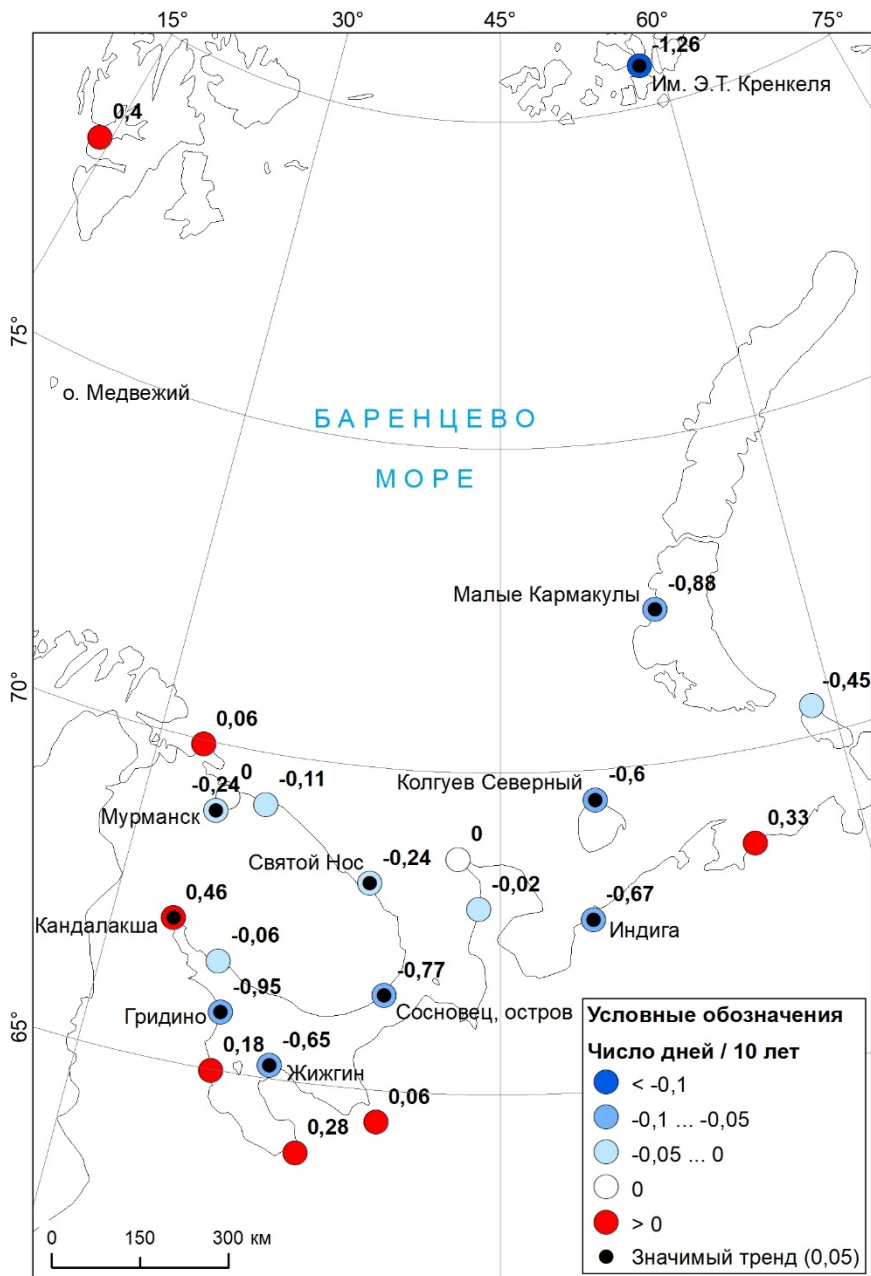 15°
30°
45°
60°
75°
-1,26
Им. Э.Т. Кренкеля
0,4
75°
о. Медвежий
БАРЕНЦЕВО
МОРЕ
-0,88
Малые Кармакулы
70°
-0,45
0,06
-0,24
0
-0,11
Мурманск
Колгуев Северный
-0,6
0,33
0
Святой Нос
-0,24
-0,02
0,46
Кандалакша
-0,67
Индига
-0,06
-0,95
Гридино
-0,77
Сосновец, остров
65°
0,18
-0,65
Жижгин
0,06
0,28
Условные обозначения
Число дней / 10 лет
< -0,1
-0,1 ... -0,05
-0,05 ... 0
0
> 0
Значимый тренд (0,05)
0 150 300 км